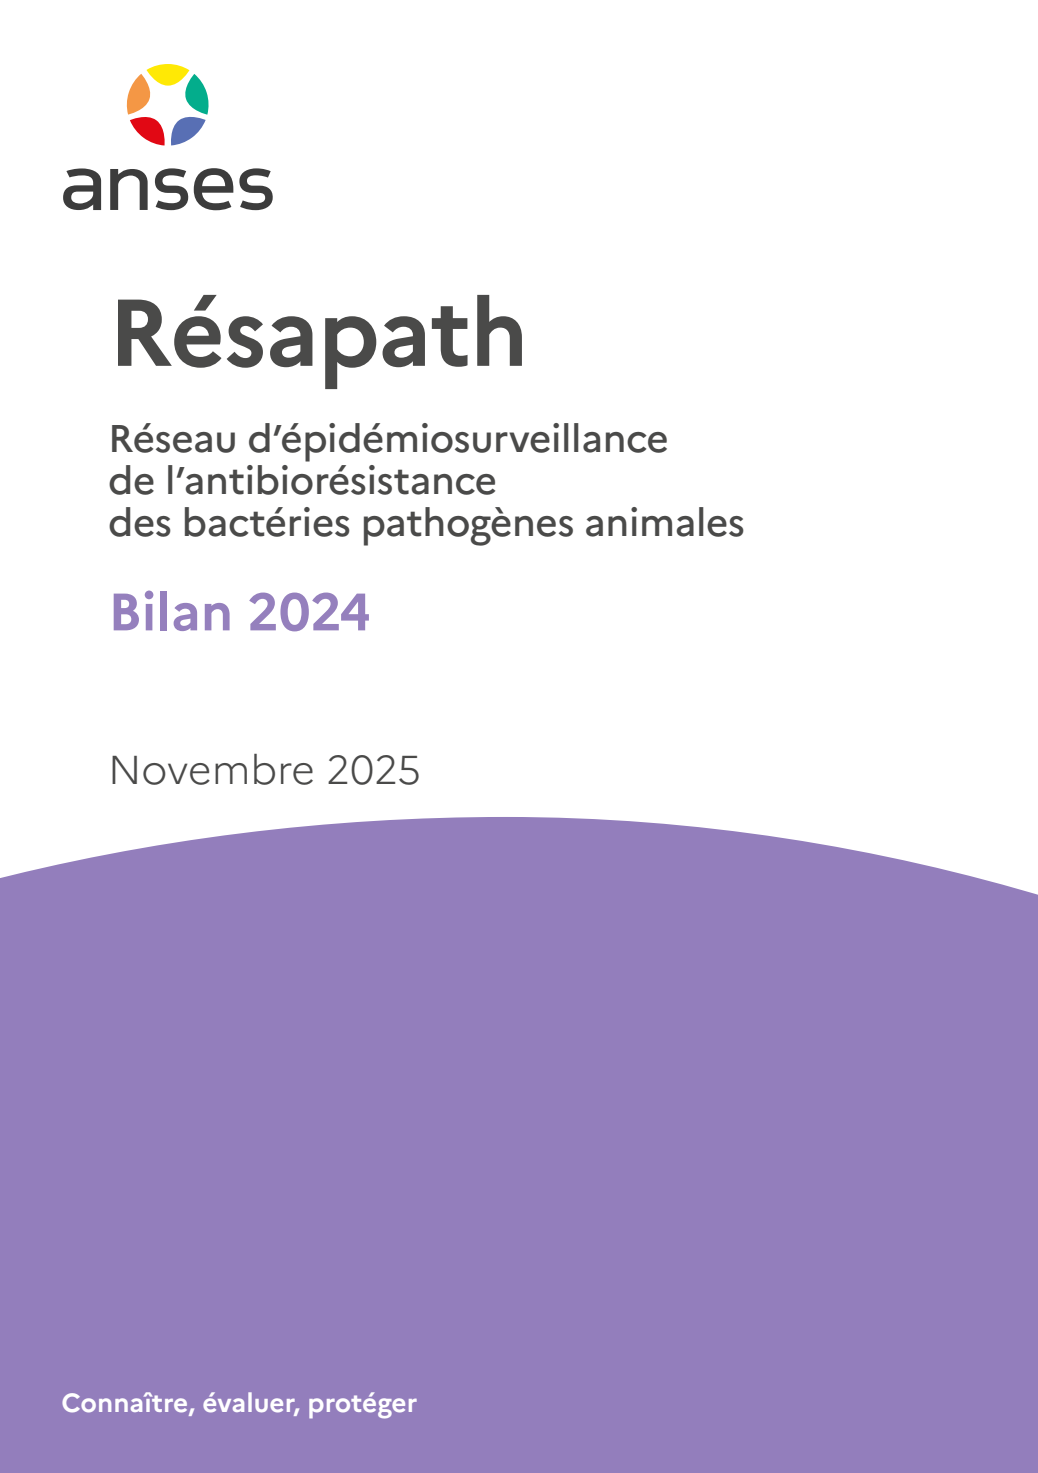 anses
Résapath
Réseau d’épidémiosurveillance
de l’antibiorésistance
des bactéries pathogènes animales
Bilan 2024
Novembre 2025
Connaître, évaluer, protéger